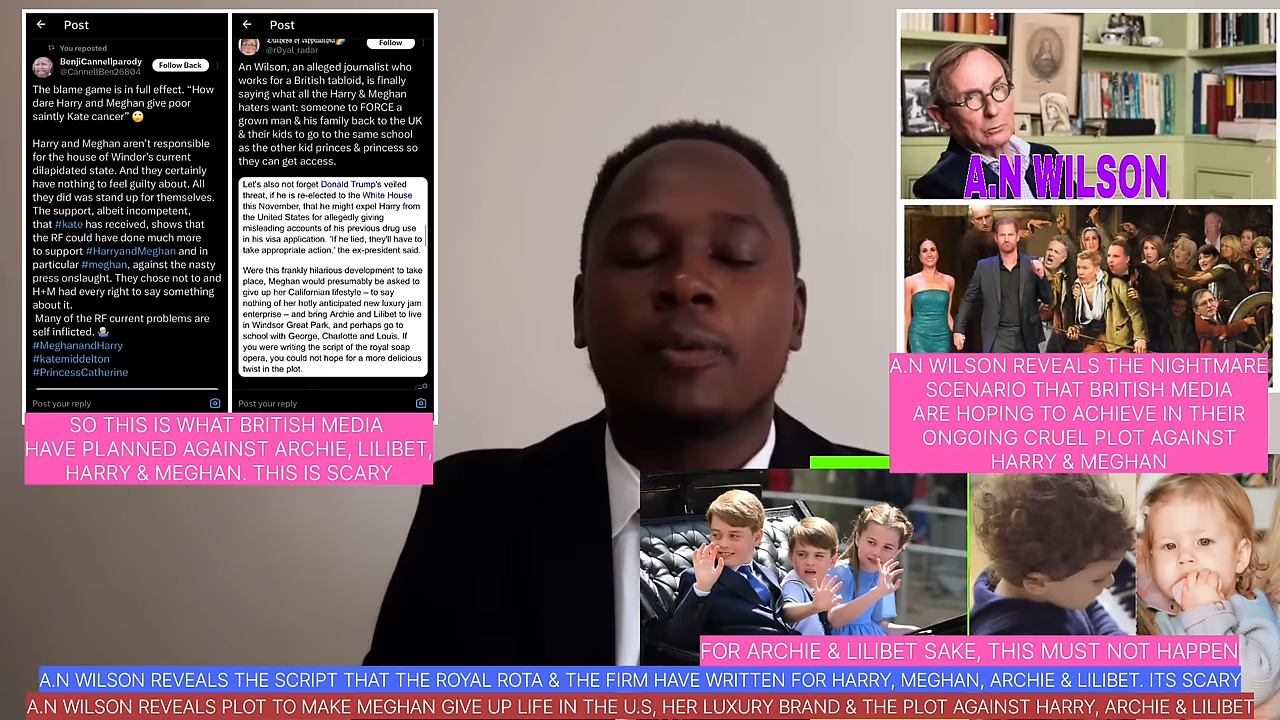 Post
You reposted
BenjiCannellparody
@CannellBen26804
Follow Back
The blame game is in full effect. “How
dare Harry and Meghan give poor
saintly Kate cancer” 🙄
Harry and Meghan aren't responsible
for the house of Windor's current
dilapidated state. And they certainly
have nothing to feel guilty about. All
they did was stand up for themselves.
The support, albeit incompetent,
that #kate has received, shows that
the RF could have done much more
to support #HarryandMeghan and in
particular #meghan, against the nasty
press onslaught. They chose not to and
H+M had every right to say something
about it.
Many of the RF current problems are
self inflicted.
#MeghanandHarry
#katemiddelton
#PrincessCatherine
Post your reply
Post
@r0yal_radar
Follow
An Wilson, an alleged journalist who
works for a British tabloid, is finally
saying what all the Harry & Meghan
haters want: someone to FORCE a
grown man & his family back to the UK
& their kids to go to the same school
as the other kid princes & princess so
they can get access.
Let's also not forget Donald Trump's veiled
threat, if he is re-elected to the White House
this November, that he might expel Harry from
the United States for allegedly giving
misleading accounts of his previous drug use
in his visa application. 'If he lied, they'll have to
take appropriate action,' the ex-president said.
Were this frankly hilarious development to take
place, Meghan would presumably be asked to
give up her Californian lifestyle – to say
nothing of her hotly anticipated new luxury jam
enterprise – and bring Archie and Lilibet to live
in Windsor Great Park, and perhaps go to
school with George, Charlotte and Louis. If
you were writing the script of the royal soap
opera, you could not hope for a more delicious
twist in the plot.
Post your reply
SO THIS IS WHAT BRITISH MEDIA
HAVE PLANNED AGAINST ARCHIE, LILIBET,
HARRY & MEGHAN. THIS IS SCARY
A.N WILSON
A.N WILSON REVEALS THE NIGHTMARE
SCENARIO THAT BRITISH MEDIA
ARE HOPING TO ACHIEVE IN THEIR
ONGOING CRUEL PLOT AGAINST
HARRY & MEGHAN
FOR ARCHIE & LILIBET SAKE, THIS MUST NOT HAPPEN
A.N WILSON REVEALS THE SCRIPT THAT THE ROYAL ROTA & THE FIRM HAVE WRITTEN FOR HARRY, MEGHAN, ARCHIE & LILIBET. ITS SCARY
A.N WILSON REVEALS PLOT TO MAKE MEGHAN GIVE UP LIFE IN THE U.S, HER LUXURY BRAND & THE PLOT AGAINST HARRY, ARCHIE & LILIBET